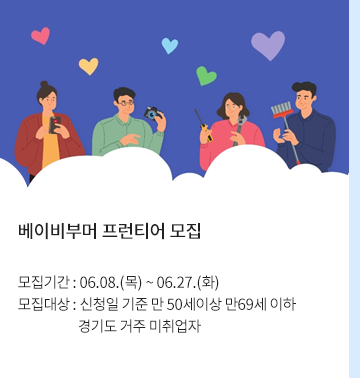 베이비부머 프런티어 모집
모집기간 : 06.08.(목) ~ 06.27.(화)
모집대상 : 신청일 기준 만 50세이상 만69세 이하
경기도 거주 미취업자